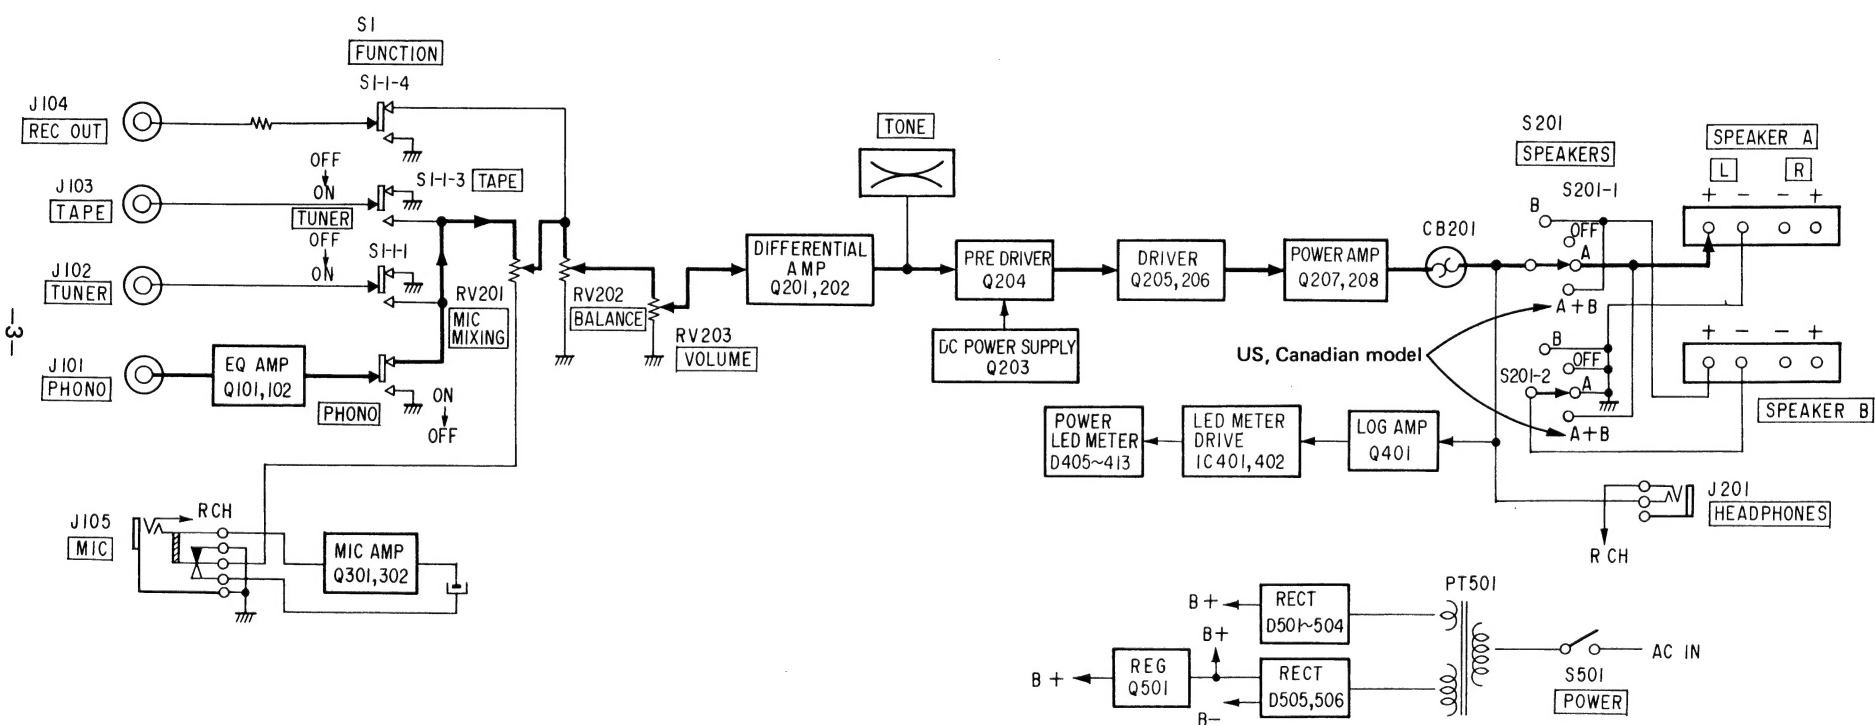 S1
FUNCTION
S1-1-4
J104
REC OUT
J103
TAPE
OFF
ON
TUNER
S1-1-3 TAPE
J102
TUNER
OFF
ON
S1-1-1
J101
PHONO
EQ AMP
Q101,102
PHONO
ON
OFF
RV201
MIC
MIXING
RV202
BALANCE
RV203
VOLUME
J105
MIC
R CH
MIC AMP
Q301,302
DIFFERENTIAL
AMP
Q201,202
TONE
PRE DRIVER
Q204
DC POWER SUPPLY
Q203
DRIVER
Q205,206
POWER AMP
Q207,208
CB201
S201
SPEAKERS
S201-1
B
OFF
A
A+B
US, Canadian model
S201-2
B
OFF
A
A+B
SPEAKER A
L R
+ − − +
+ − − +
SPEAKER B
POWER
LED METER
D405~413
LED METER
DRIVE
IC401,402
LOG AMP
Q401
J201
HEADPHONES
R CH
B+
RECT
D501~504
PT501
B+
B+
REG
Q501
RECT
D505,506
B−
AC IN
S501
POWER
-3-